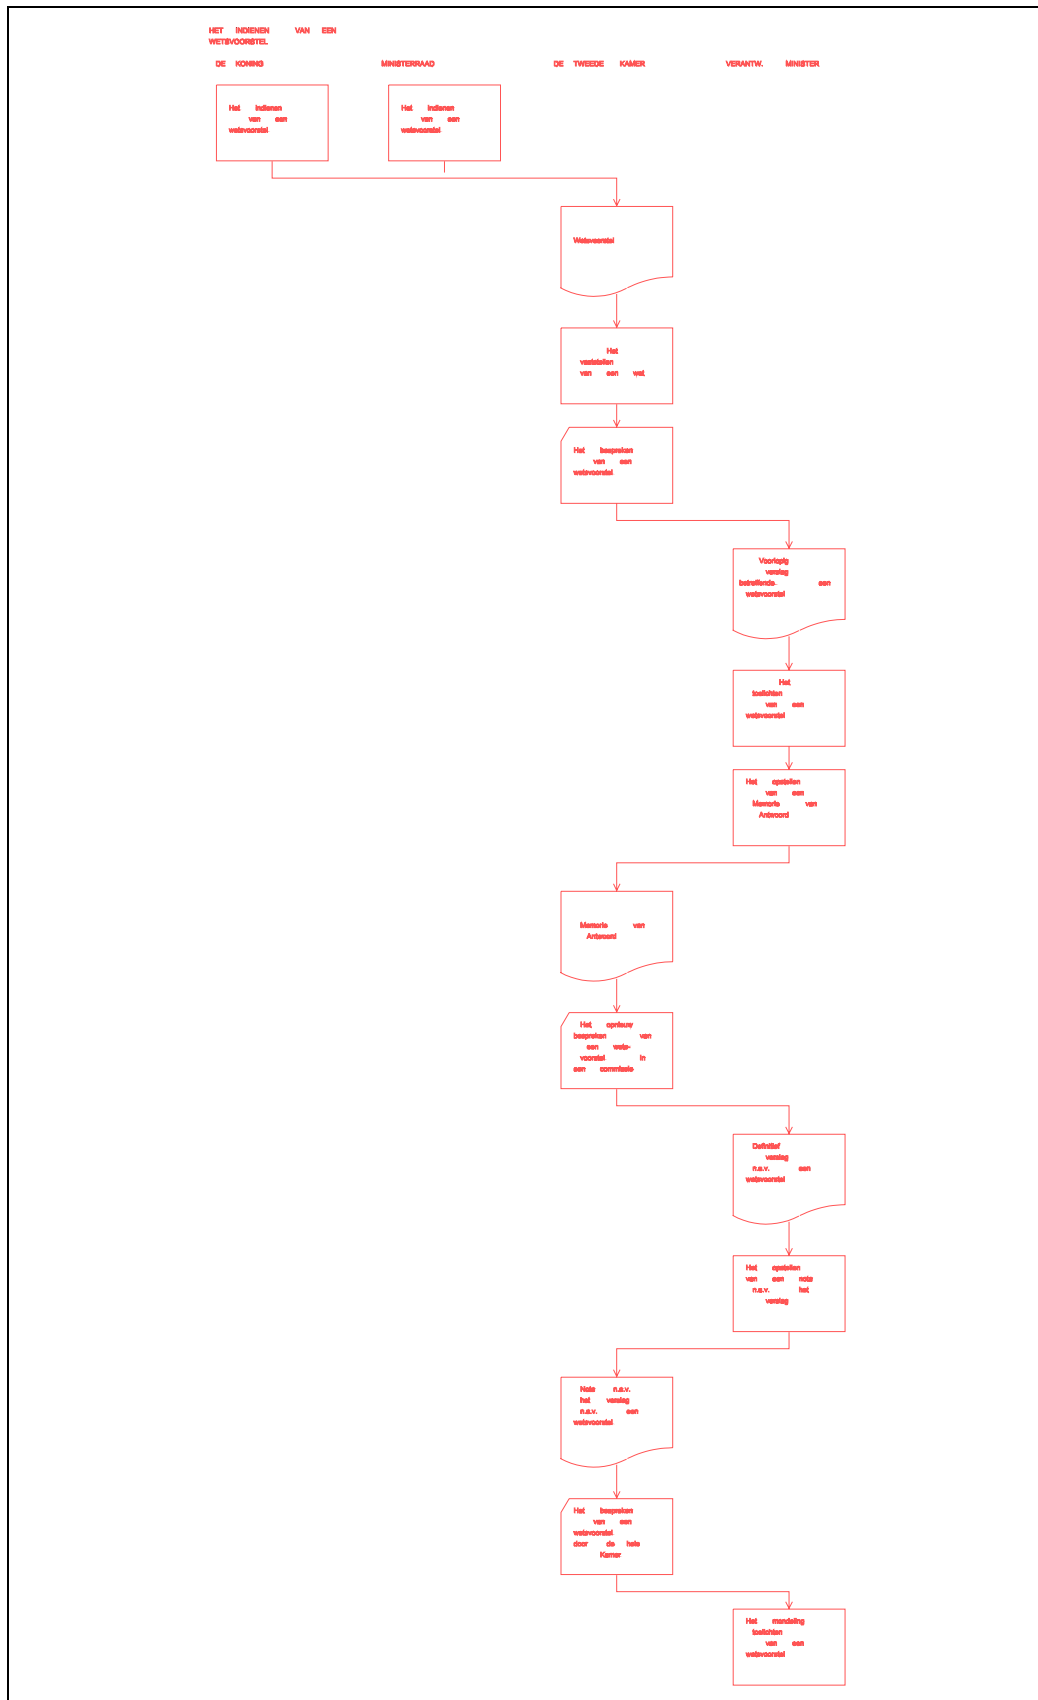 HET INDIENEN VAN EEN
WETSVOORSTEL
DE KONING MINISTERRAAD DE TWEEDE KAMER VERANTW. MINISTER
Het indienen
van een
wetsvoorstel
Het indienen
van een
wetsvoorstel
Wetsvoorstel
Het
vaststellen
van een wet
Het bespreken
van een
wetsvoorstel
Voorlopig
verslag
betreffende een
wetsvoorstel
Het
toelichten
van een
wetsvoorstel
Het opstellen
van een
Memorie van
Antwoord
Memorie van
Antwoord
Het opnieuw
bespreken van
een wets-
voorstel in
een commissie
Definitief
verslag
n.a.v. een
wetsvoorstel
Het opstellen
van een nota
n.a.v. het
verslag
Nota n.a.v.
het verslag
n.a.v. een
wetsvoorstel
Het bespreken
van een
wetsvoorstel
door de hele
Kamer
Het mondeling
toelichten
van een
wetsvoorstel